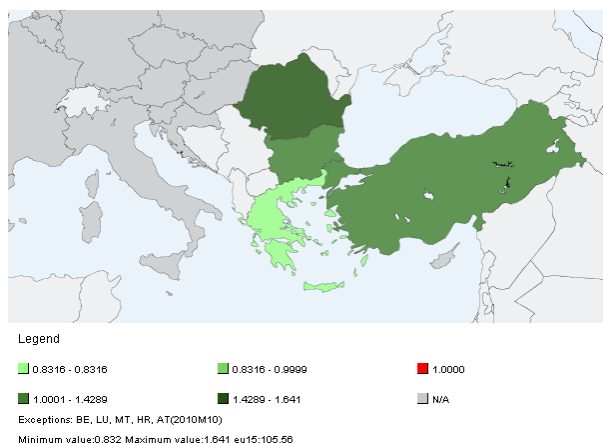 Legend
0.8316 - 0.8316 0.8316 - 0.9999 1.0000
1.0001 - 1.4289 1.4289 - 1.641 N/A
Exceptions: BE, LU, MT, HR, AT(2010M10)
Minimum value:0.832 Maximum value:1.641 eu15:105.56